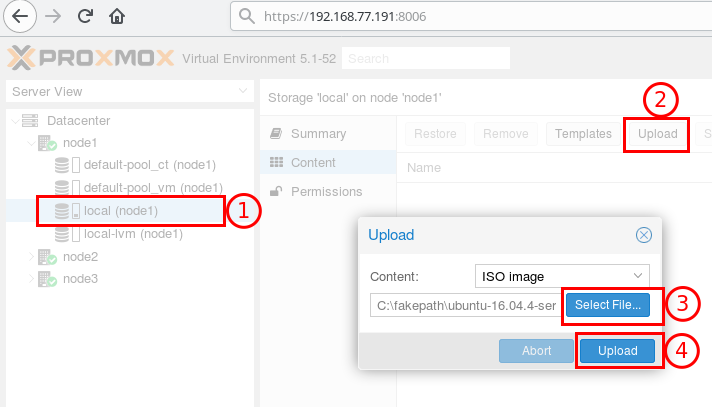 https://192.168.77.191:8006
PROXMOX Virtual Environment 5.1-52 Search
Server View
Datacenter
node1
default-pool_ct (node1)
default-pool_vm (node1)
local (node1)
1
local-lvm (node1)
node2
node3
Storage 'local' on node 'node1'
2
Summary
Content
Permissions
Restore Remove Templates Upload S
Name
Upload
Content: ISO image
C:\fakepath\ubuntu-16.04.4-ser Select File...
3
Abort Upload
4